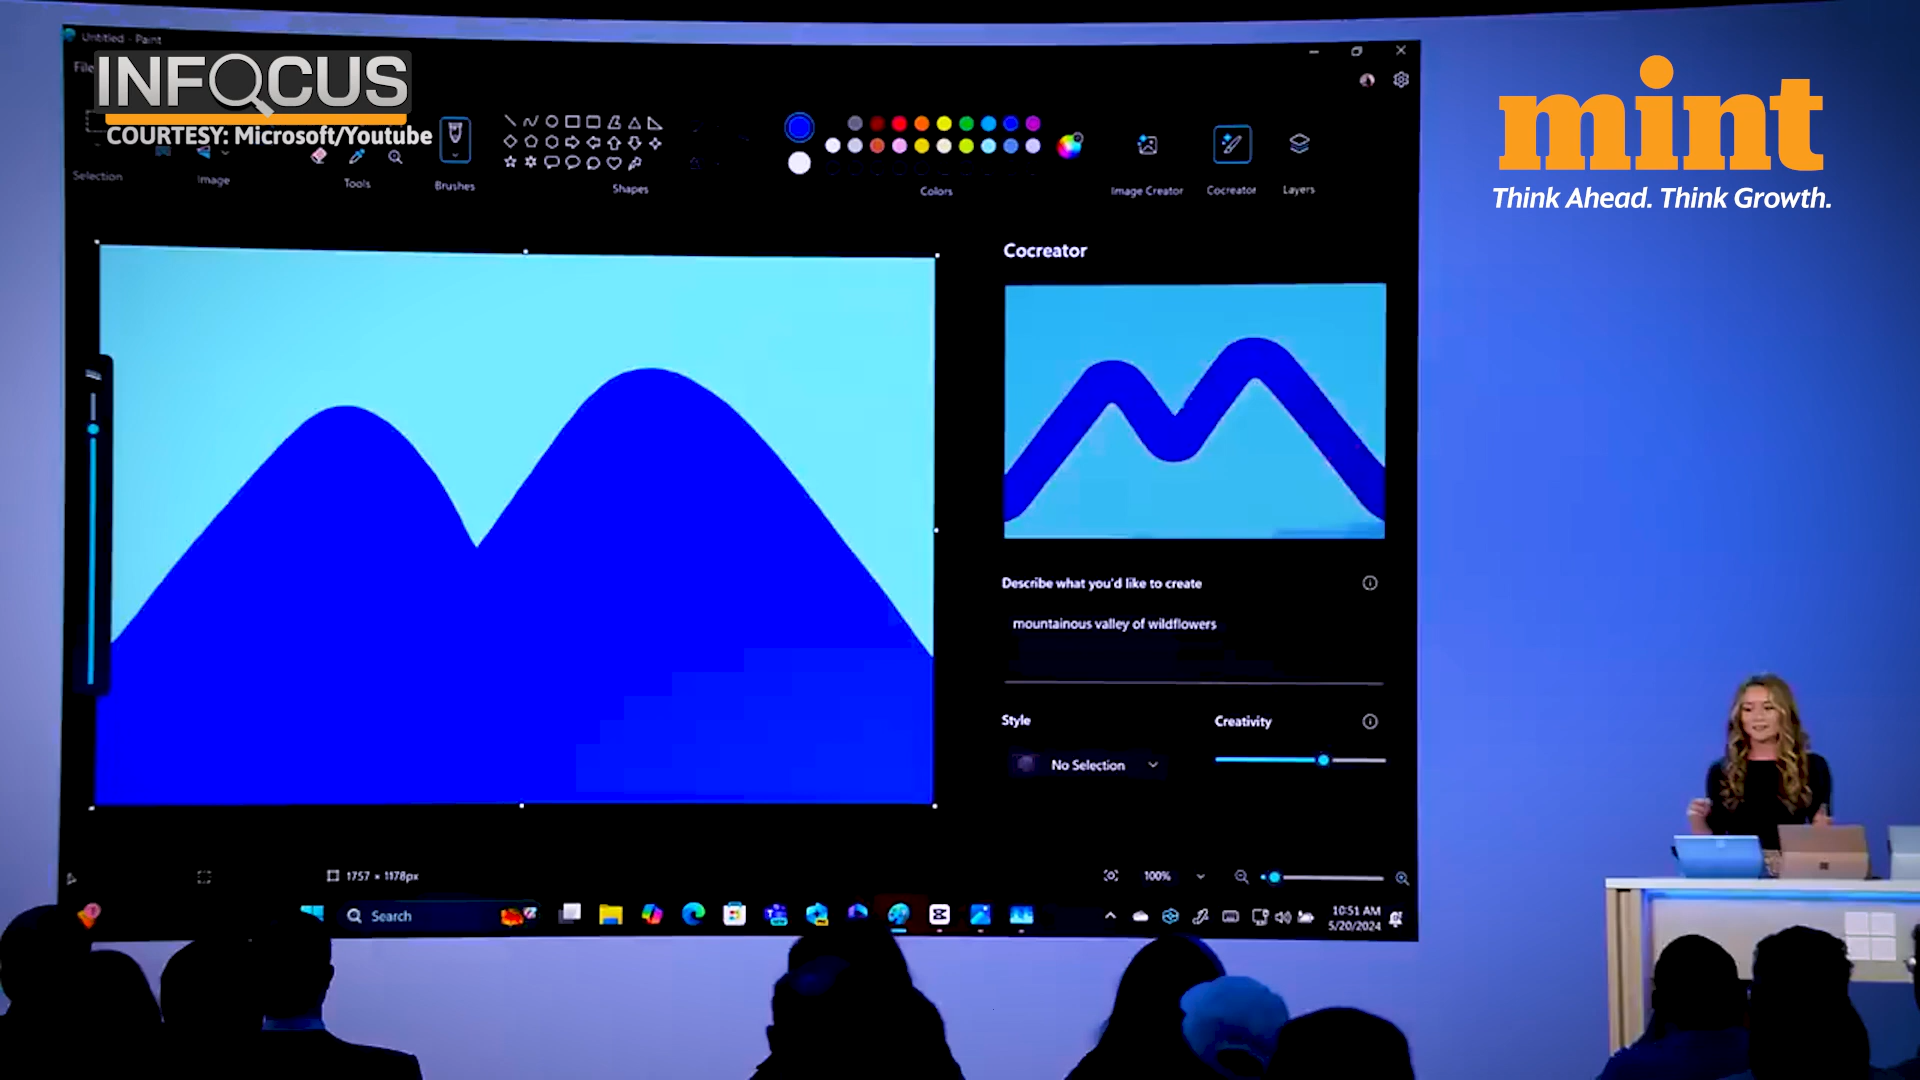 Untitled - Paint
File
INFOCUS
COURTESY: Microsoft/Youtube
mint
Think Ahead. Think Growth.
Selection
Image
Tools
Brushes
Shapes
Colors
Image Creator
Cocreator
Layers
Cocreator
Describe what you'd like to create
mountainous valley of wildflowers
Style
Creativity
No Selection
1757 × 1178px
100%
Search
10:51 AM
5/20/2024